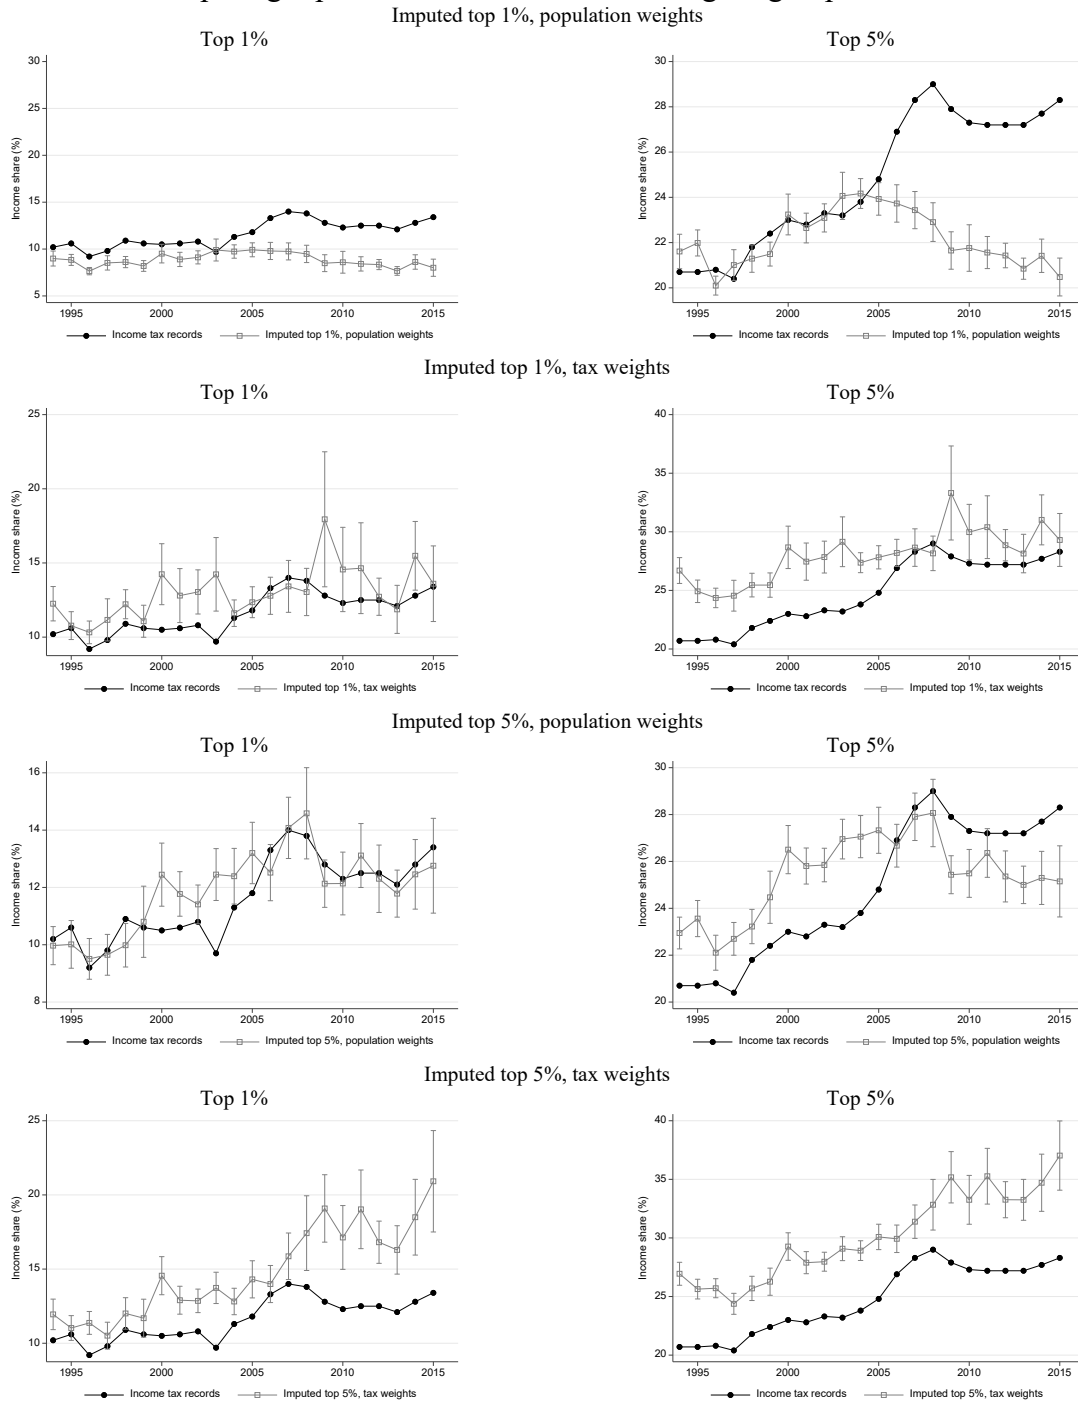 Imputed top 1%, population weights
Top 1%
Top 5%
Income share (%)
30
25
20
15
10
5
1995
2000
2005
2010
2015
Income tax records
Imputed top 1%, population weights
Income share (%)
30
28
26
24
22
20
1995
2000
2005
2010
2015
Income tax records
Imputed top 1%, population weights
Imputed top 1%, tax weights
Top 1%
Top 5%
Income share (%)
25
20
15
10
1995
2000
2005
2010
2015
Income tax records
Imputed top 1%, tax weights
Income share (%)
40
35
30
25
20
1995
2000
2005
2010
2015
Income tax records
Imputed top 1%, tax weights
Imputed top 5%, population weights
Top 1%
Top 5%
Income share (%)
16
14
12
10
8
1995
2000
2005
2010
2015
Income tax records
Imputed top 5%, population weights
Income share (%)
30
28
26
24
22
20
1995
2000
2005
2010
2015
Income tax records
Imputed top 5%, population weights
Imputed top 5%, tax weights
Top 1%
Top 5%
Income share (%)
25
20
15
10
1995
2000
2005
2010
2015
Income tax records
Imputed top 5%, tax weights
Income share (%)
40
35
30
25
20
1995
2000
2005
2010
2015
Income tax records
Imputed top 5%, tax weights